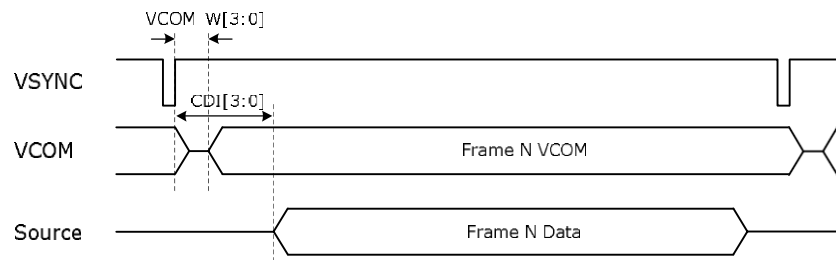 VCOM W[3:0]
VSYNC
CDI[3:0]
VCOM Frame N VCOM
Source Frame N Data